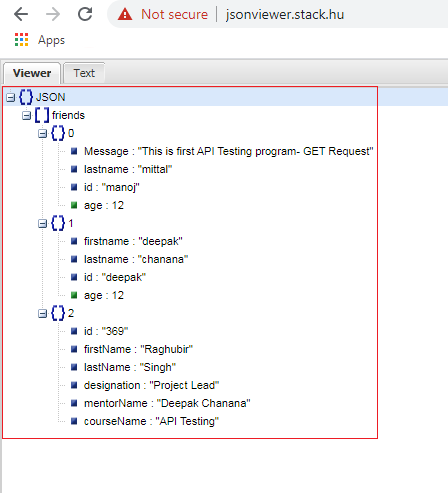 Not secure | jsonviewer.stack.hu
Apps
Viewer Text
JSON
friends
0
Message : "This is first API Testing program- GET Request"
lastname : "mittal"
id : "manoj"
age : 12
1
firstname : "deepak"
lastname : "chanana"
id : "deepak"
age : 12
2
id : "369"
firstName : "Raghubir"
lastName : "Singh"
designation : "Project Lead"
mentorName : "Deepak Chanana"
courseName : "API Testing"